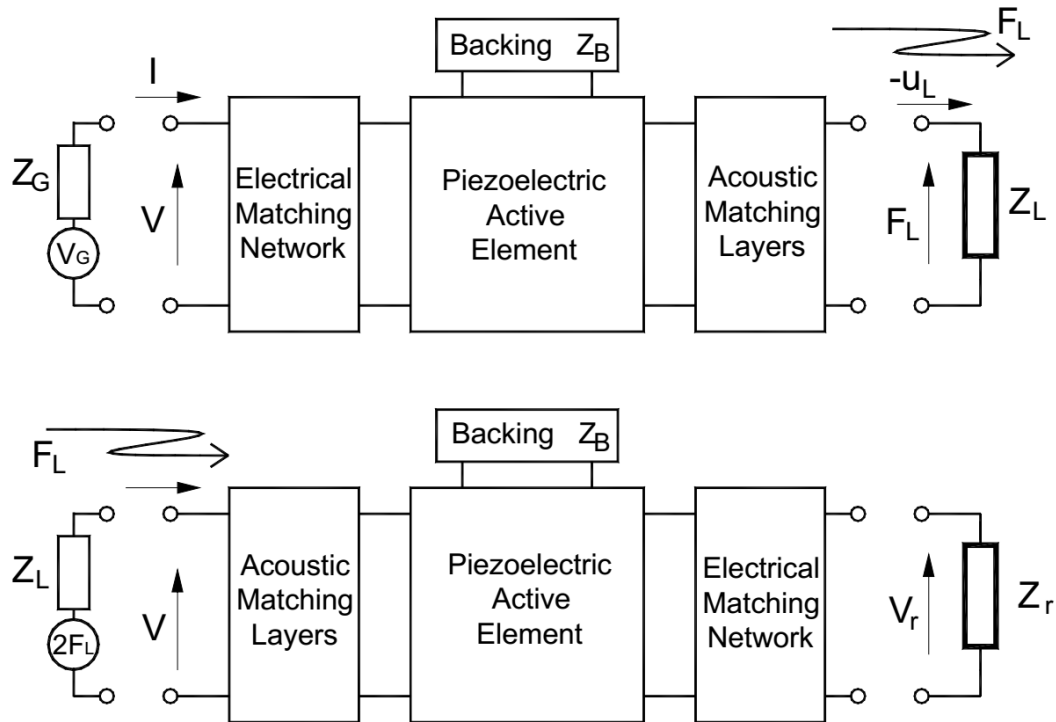 Backing Z_B
F_L
I
-u_L
Z_G
V_G
V
Electrical
Matching
Network
Piezoelectric
Active
Element
Acoustic
Matching
Layers
F_L
Z_L
Backing Z_B
F_L
Z_L
2F_L
V
Acoustic
Matching
Layers
Piezoelectric
Active
Element
Electrical
Matching
Network
V_r
Z_r